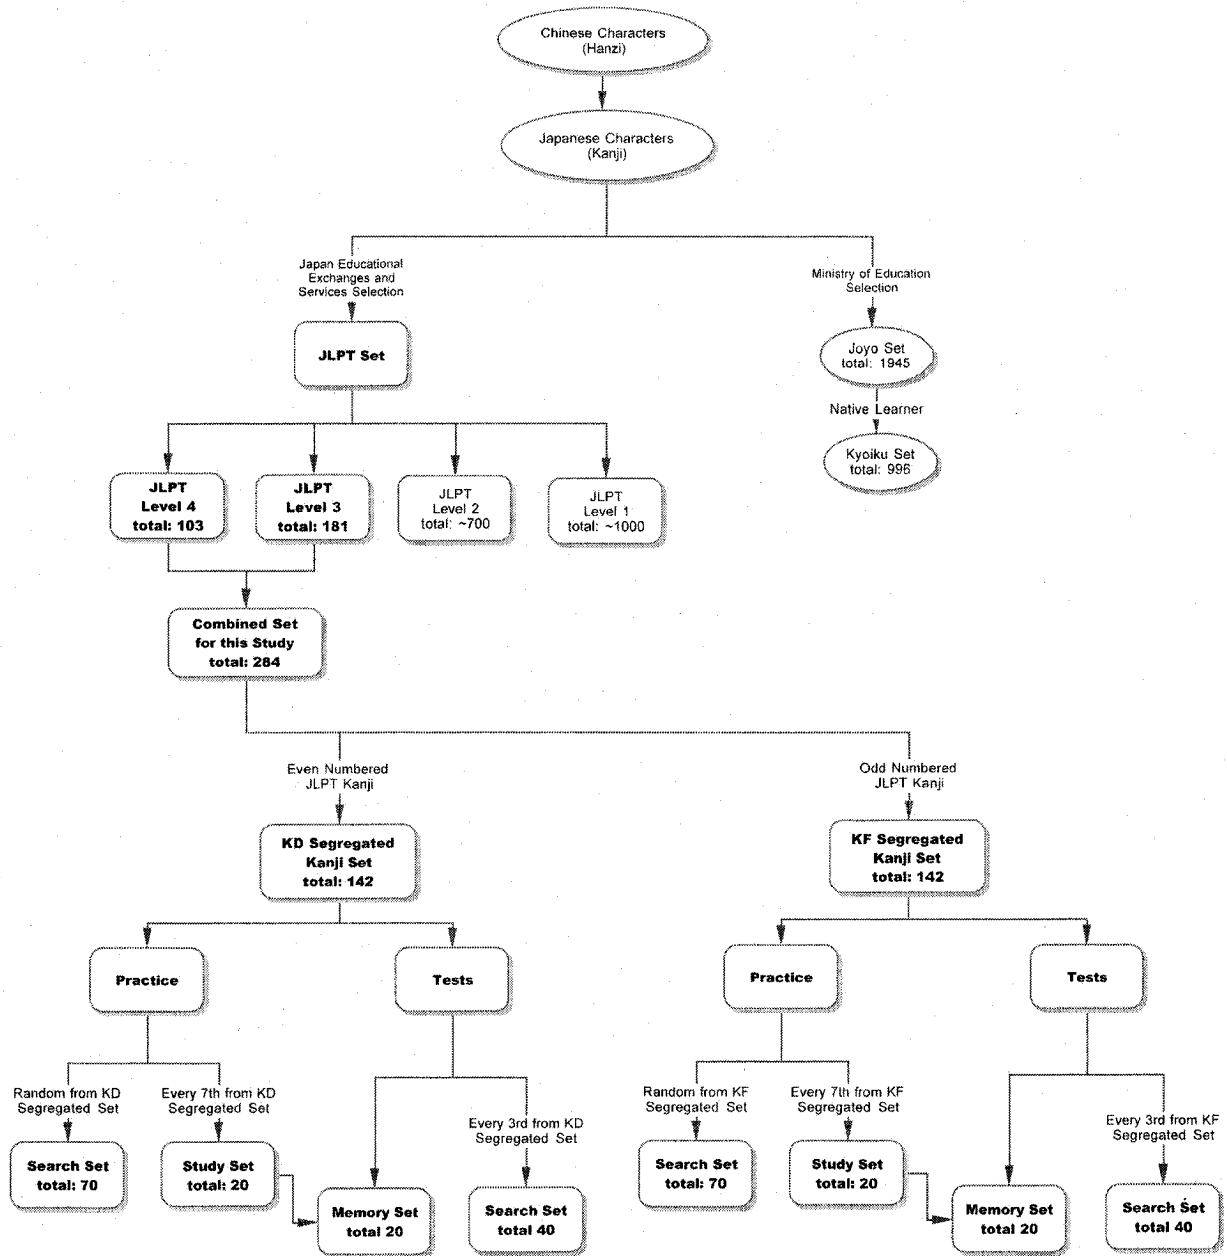 Chinese Characters
(Hanzi)
Japanese Characters
(Kanji)
Japan Educational
Exchanges and
Services Selection
Ministry of Education
Selection
JLPT Set
Joyo Set
total: 1945
Native Learner
Kyoiku Set
total: 996
JLPT
Level 4
total: 103
JLPT
Level 3
total: 181
JLPT
Level 2
total: ~700
JLPT
Level 1
total: ~1000
Combined Set
for this Study
total: 284
Even Numbered
JLPT Kanji
Odd Numbered
JLPT Kanji
KD Segregated
Kanji Set
total: 142
KF Segregated
Kanji Set
total: 142
Practice
Tests
Practice
Tests
Random from KD
Segregated Set
Every 7th from KD
Segregated Set
Every 3rd from KD
Segregated Set
Random from KF
Segregated Set
Every 7th from KF
Segregated Set
Every 3rd from KF
Segregated Set
Search Set
total: 70
Study Set
total: 20
Memory Set
total 20
Search Set
total 40
Search Set
total: 70
Study Set
total: 20
Memory Set
total 20
Search Set
total 40